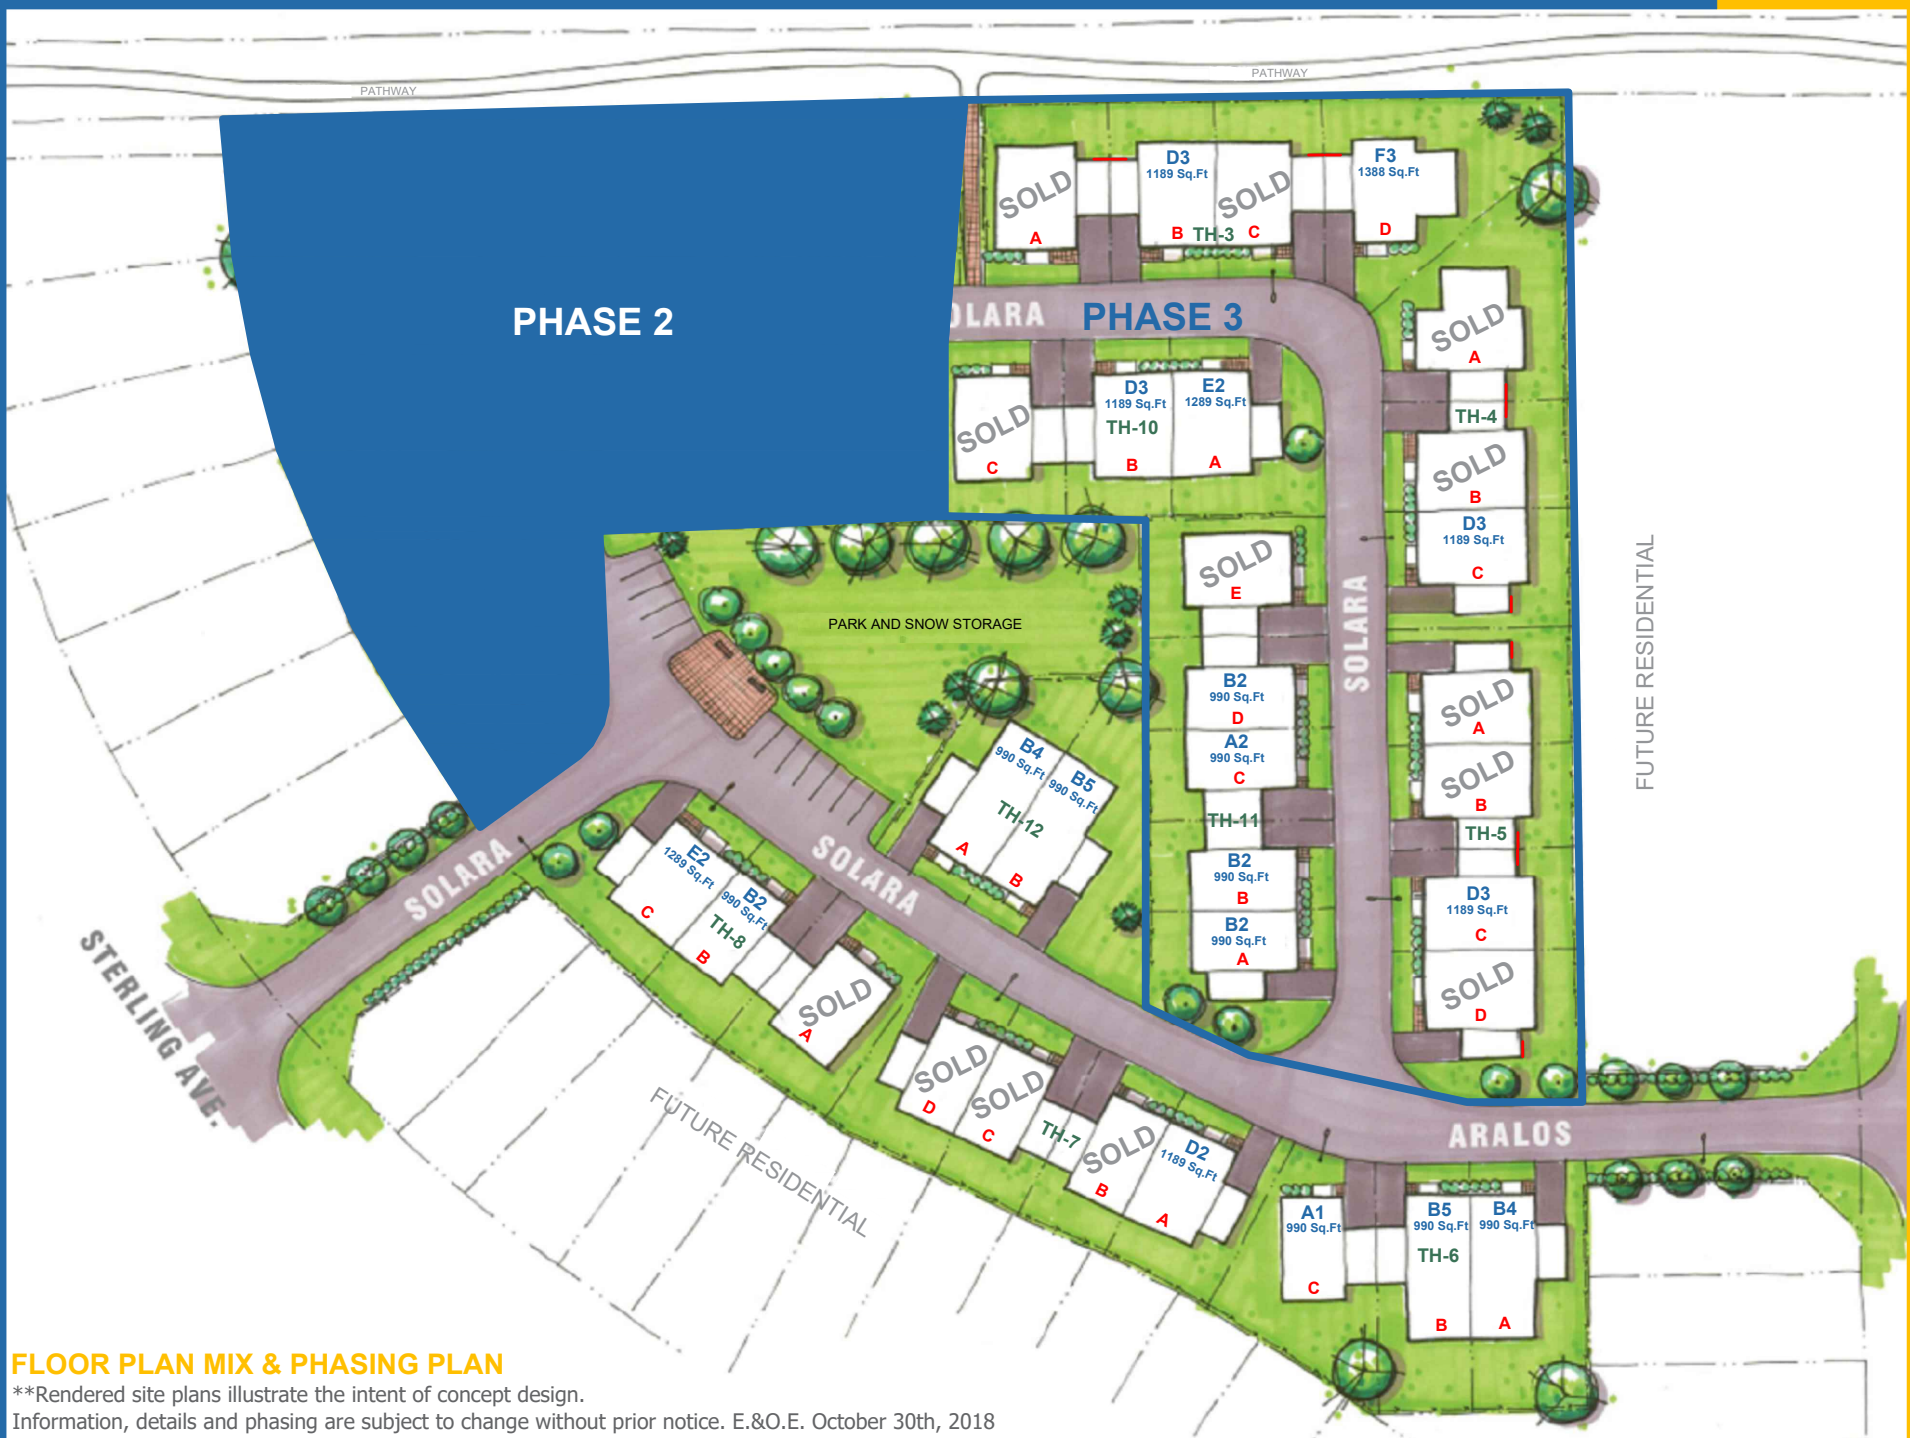 PATHWAY
PATHWAY
PHASE 2
PHASE 3
SOLD
A
D3
1189 Sq.Ft
B
TH-3
SOLD
C
F3
1388 Sq.Ft
D
OLARA
SOLD
A
TH-4
SOLD
B
D3
1189 Sq.Ft
C
SOLD
C
D3
1189 Sq.Ft
TH-10
B
E2
1289 Sq.Ft
A
SOLD
E
B2
990 Sq.Ft
D
A2
990 Sq.Ft
C
TH-11
B2
990 Sq.Ft
B
B2
990 Sq.Ft
A
SOLARA
SOLD
A
SOLD
B
TH-5
D3
1189 Sq.Ft
C
SOLD
D
FUTURE RESIDENTIAL
PARK AND SNOW STORAGE
B4
990 Sq.Ft
B5
990 Sq.Ft
TH-12
A
B
SOLARA
SOLARA
STERLING AVE.
E2
1289 Sq.Ft
C
B2
990 Sq.Ft
TH-8
B
SOLD
A
SOLD
D
SOLD
C
TH-7
SOLD
B
D2
1189 Sq.Ft
A
FUTURE RESIDENTIAL
ARALOS
A1
990 Sq.Ft
C
B5
990 Sq.Ft
TH-6
B
B4
990 Sq.Ft
A
FLOOR PLAN MIX & PHASING PLAN
**Rendered site plans illustrate the intent of concept design.
Information, details and phasing are subject to change without prior notice. E.&O.E. October 30th, 2018